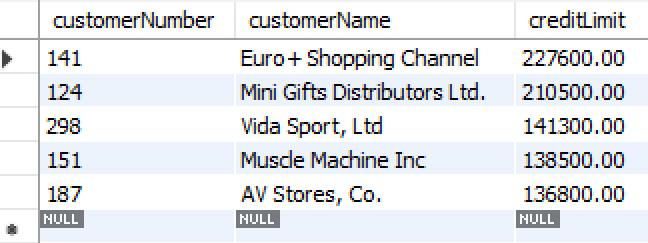 customerNumber customerName creditLimit
141 Euro+ Shopping Channel 227600.00
124 Mini Gifts Distributors Ltd. 210500.00
298 Vida Sport, Ltd 141300.00
151 Muscle Machine Inc 138500.00
187 AV Stores, Co. 136800.00
NULL NULL NULL